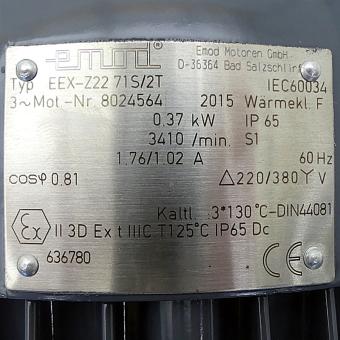 emod
Emod Motoren GmbH
D-36364 Bad Salzschlirf
Typ EEX-Z22 71S/2T IEC60034
3~Mot-Nr. 8024564 2015 Wärmekl. F
0.37 kW IP 65
3410 /min. S1
1.76/1.02 A 60 Hz
cosφ 0.81 △220/380 Y V
Kaltl. :3*130°C-DIN44081
Ex II 3D Ex t IIIC T125°C IP65 Dc CE
636780